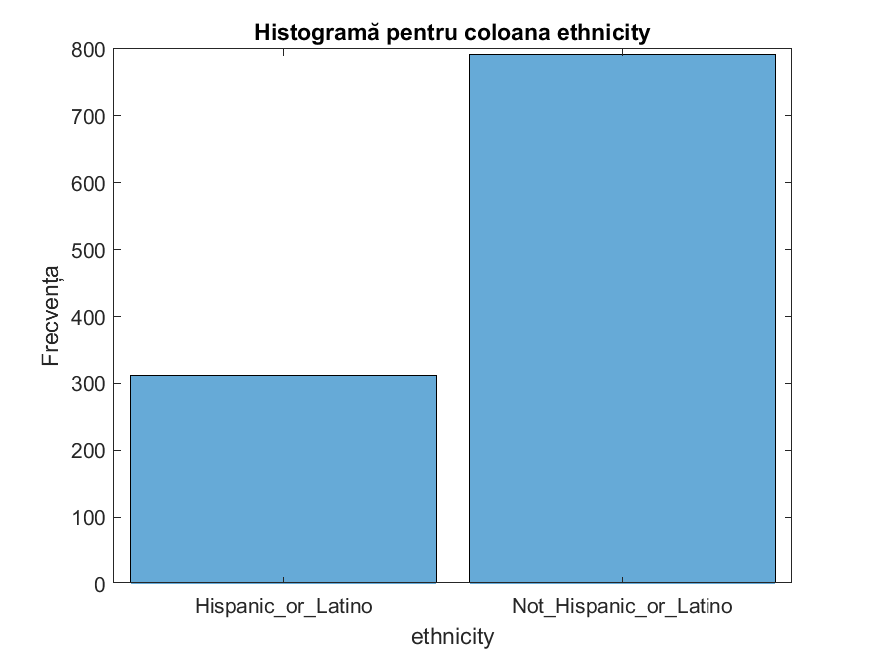 Histogramă pentru coloana ethnicity
800
700
600
500
400
300
200
100
0
Frecvența
Hispanic_or_Latino
Not_Hispanic_or_Latino
ethnicity